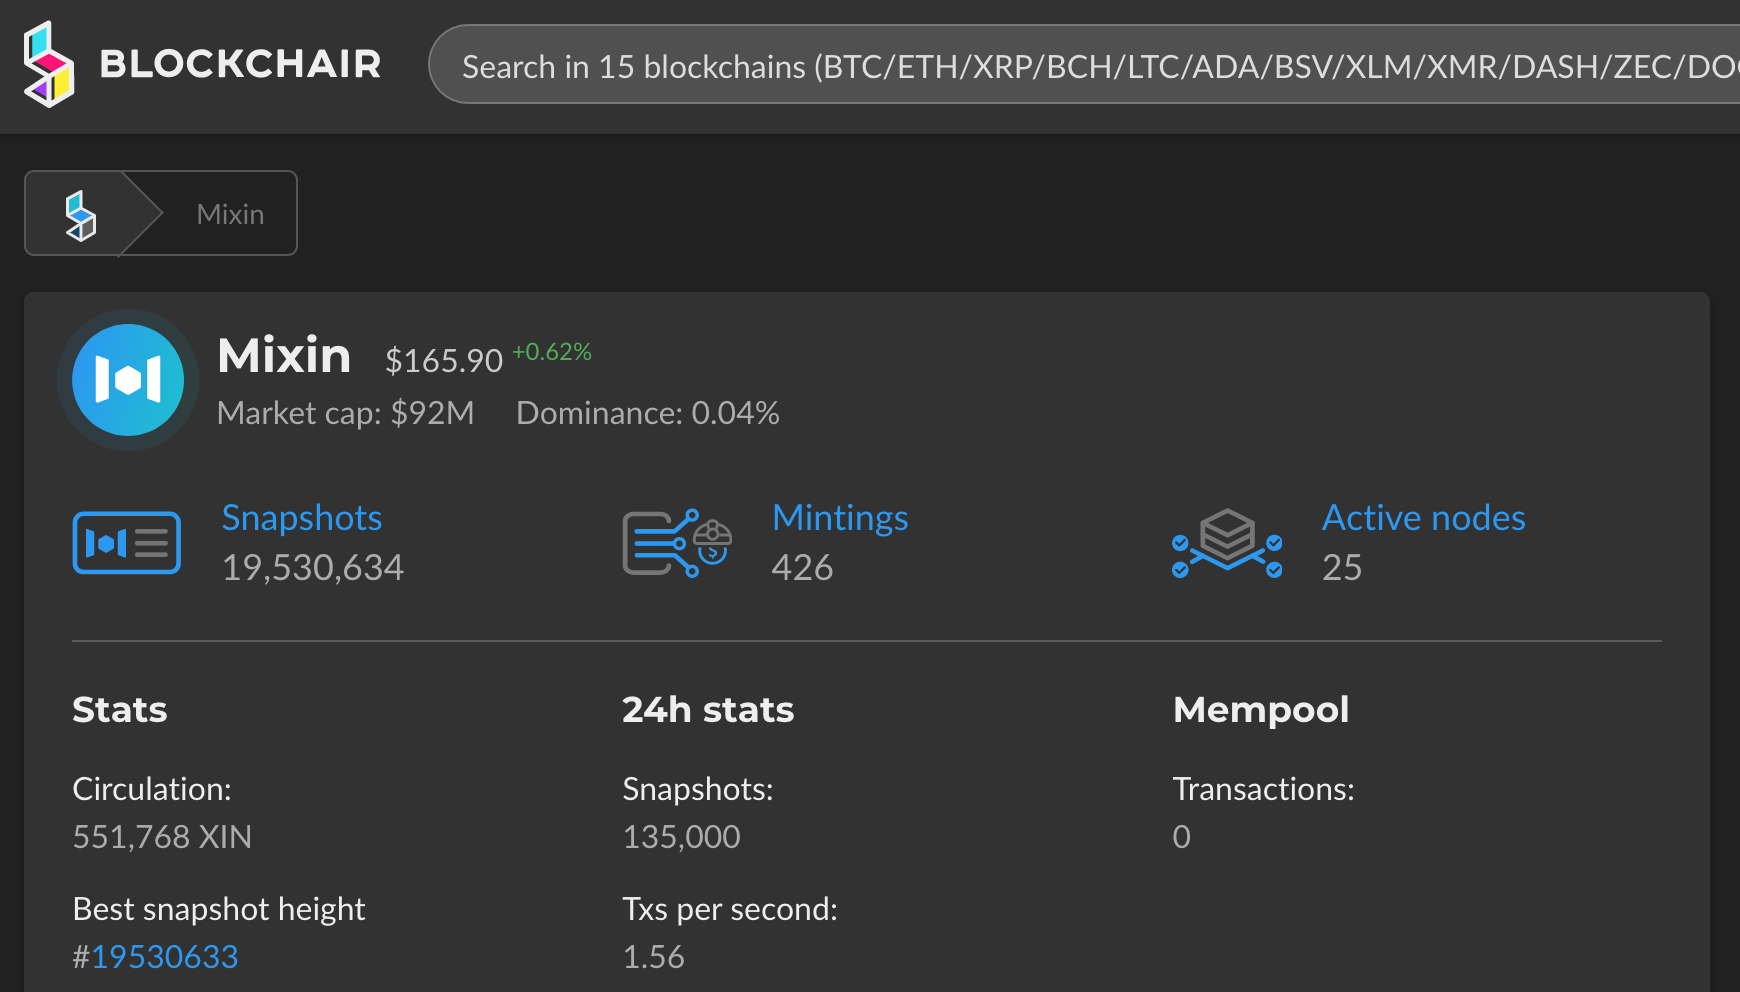 BLOCKCHAIR
Search in 15 blockchains (BTC/ETH/XRP/BCH/LTC/ADA/BSV/XLM/XMR/DASH/ZEC/DO
Mixin
Mixin $165.90 +0.62%
Market cap: $92M Dominance: 0.04%
Snapshots
19,530,634
Mintings
426
Active nodes
25
Stats
Circulation:
551,768 XIN
Best snapshot height
#19530633
24h stats
Snapshots:
135,000
Txs per second:
1.56
Mempool
Transactions:
0